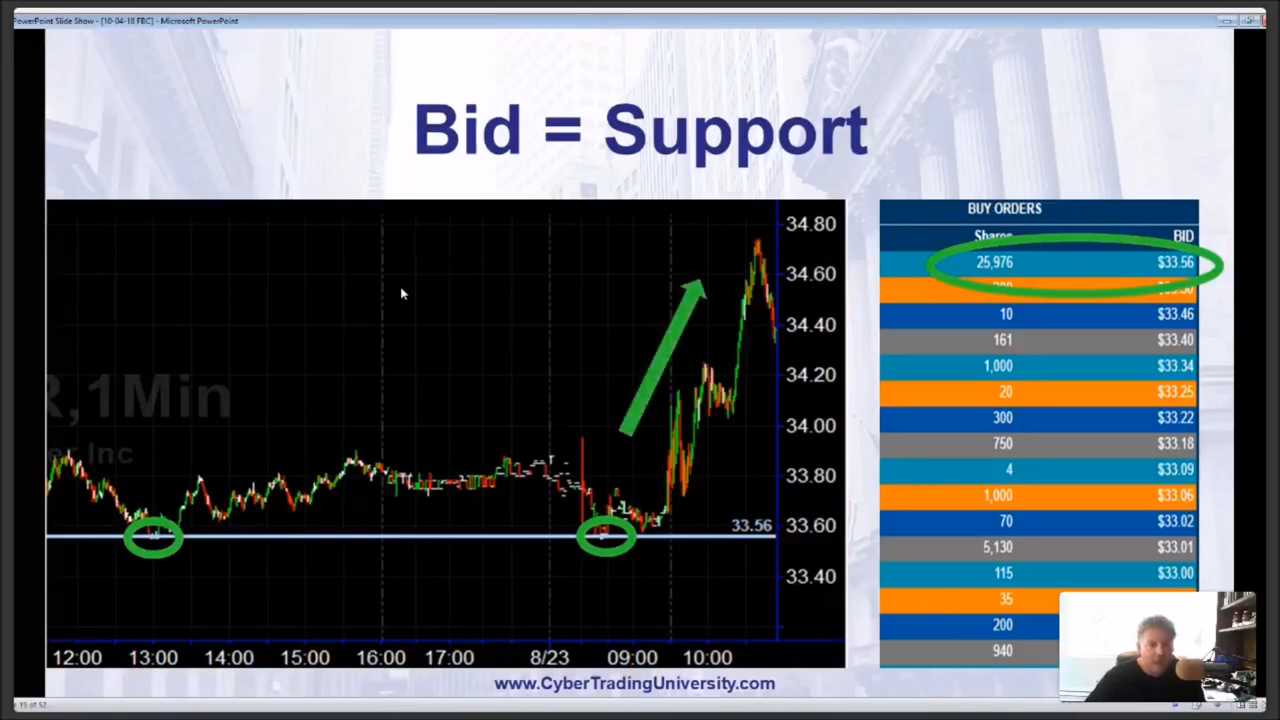 PowerPoint Slide Show - [10-04-18 FBC] - Microsoft PowerPoint
Bid = Support
34.80
34.60
34.40
34.20
34.00
33.80
33.60
33.40
33.56
R,1Min
er Inc
12:00 13:00 14:00 15:00 16:00 17:00 8/23 09:00 10:00
BUY ORDERS
Shares BID
25,976 $33.56
10 $33.46
161 $33.40
1,000 $33.34
20 $33.25
300 $33.22
750 $33.18
4 $33.09
1,000 $33.06
70 $33.02
5,130 $33.01
115 $33.00
35
200
940
www.CyberTradingUniversity.com
19 of 52